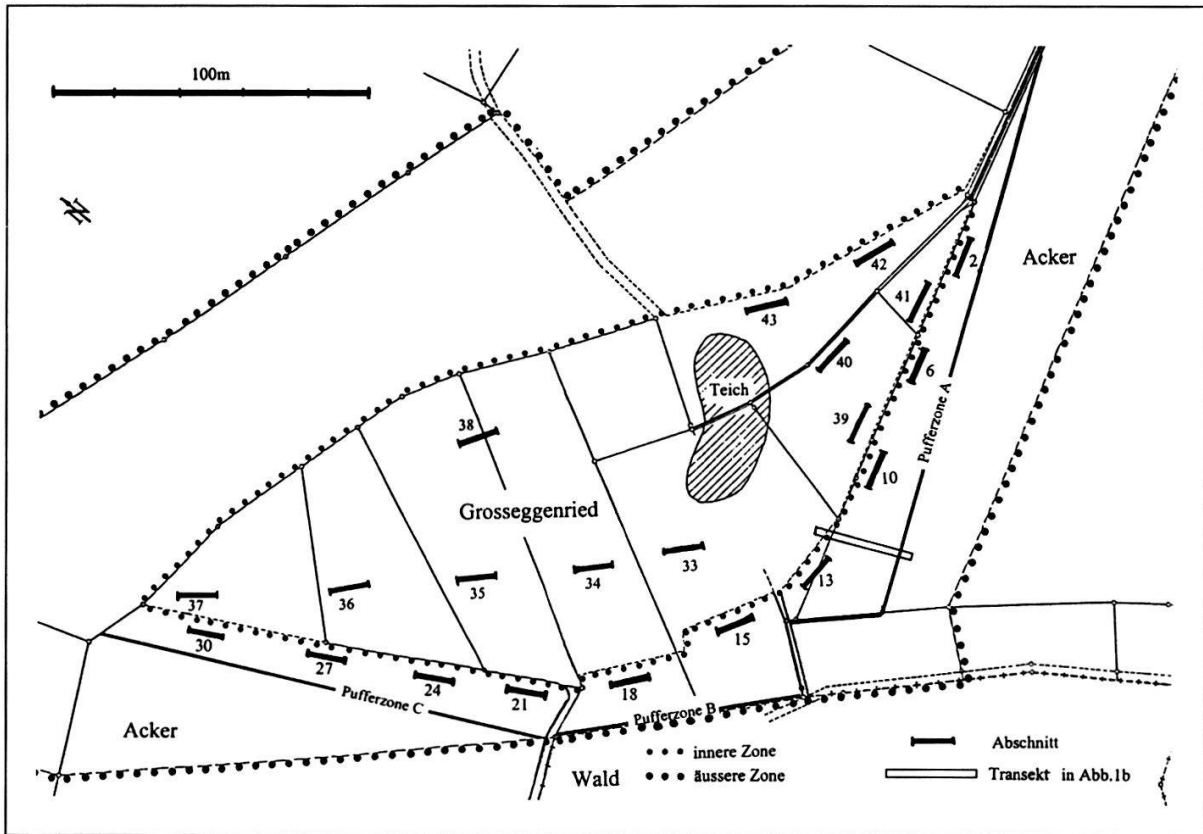 100m
N
42
2
Acker
41
43
40
6
Teich
Pufferzone A
39
38
10
Grosseggenried
33
34
13
35
36
37
15
30
27
24
18
21
Pufferzone C
Pufferzone B
Acker
innere Zone
Abschnitt
Wald
äussere Zone
Transekt in Abb.1b